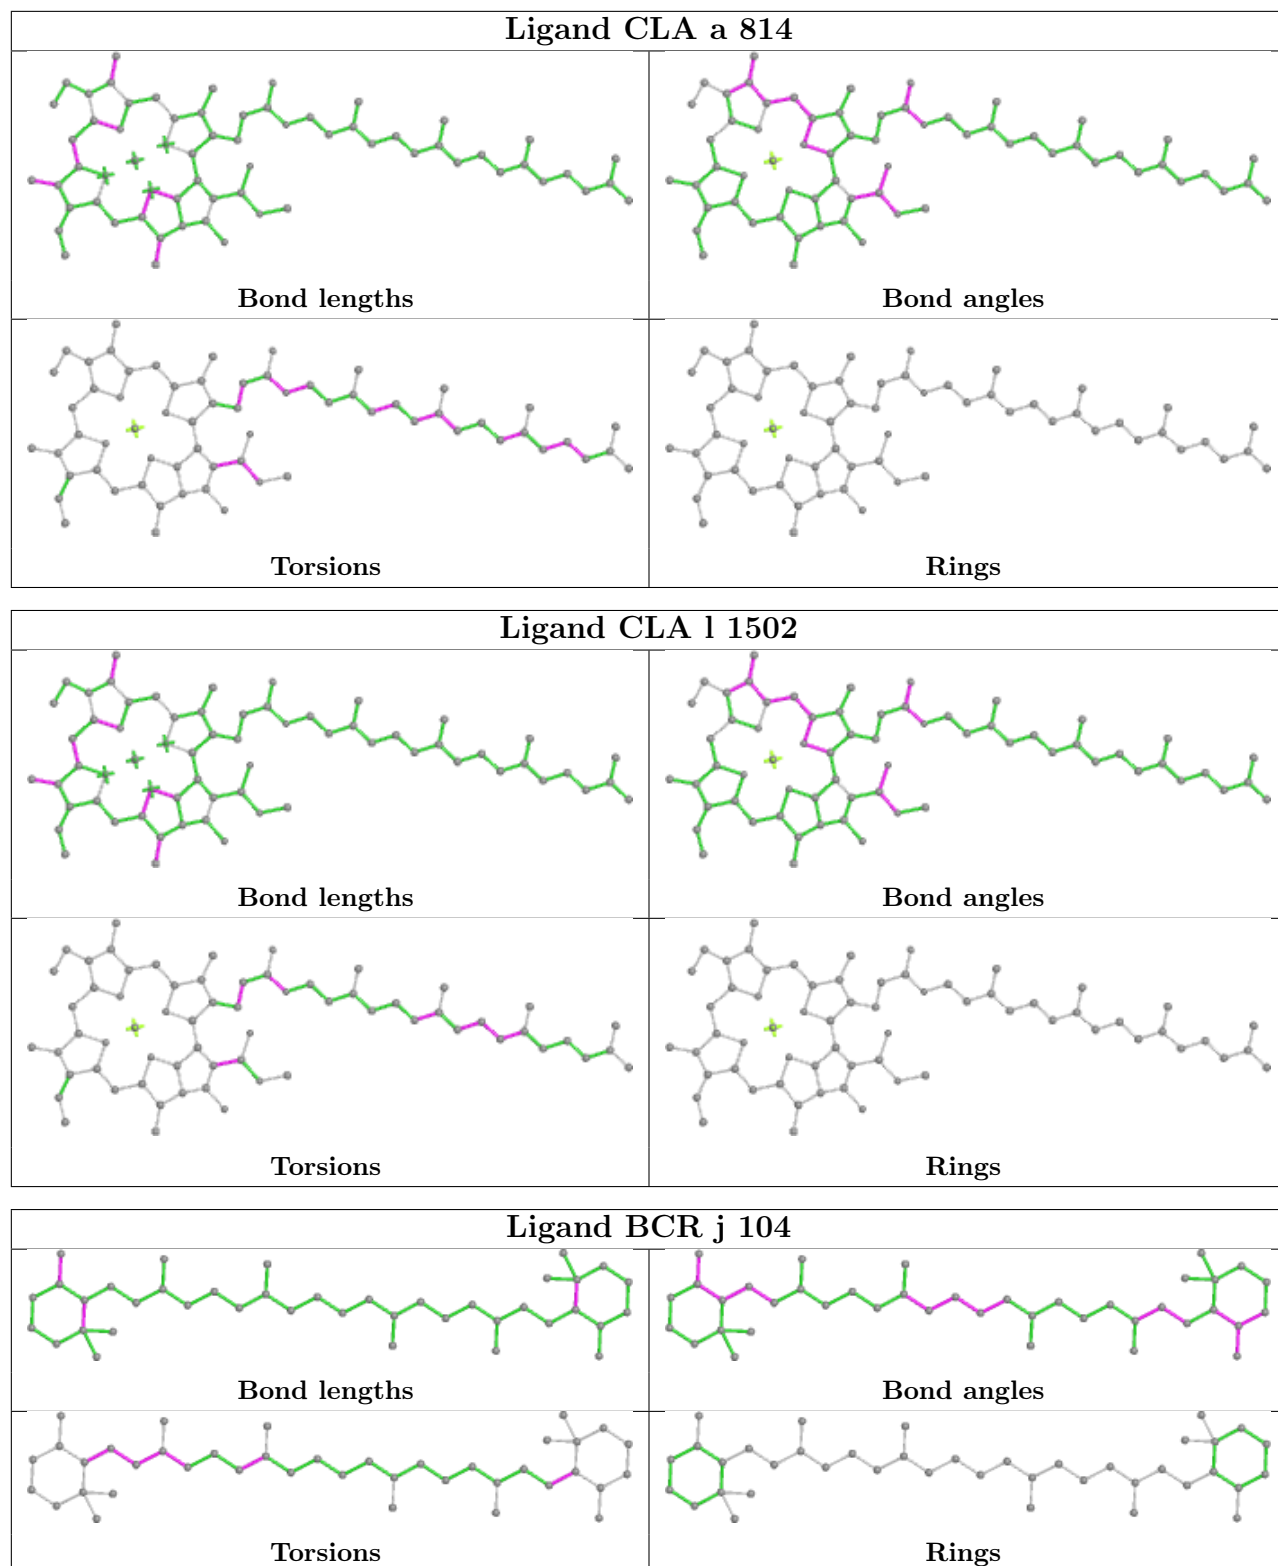 Ligand CLA a 814
Bond lengths
Bond angles
Torsions
Rings
Ligand CLA l 1502
Bond lengths
Bond angles
Torsions
Rings
Ligand BCR j 104
Bond lengths
Bond angles
Torsions
Rings